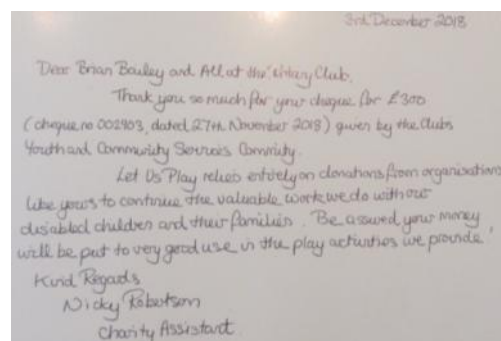 3rd December 2018
Dear Brian Bailey and All at the Rotary Club,
Thank you so much for your cheque for £300
(cheque no 002903, dated 27th November 2018) given by the Clubs
Youth and Community Services Commity.
Let Us Play relies entirely on donations from organisations
like yours to continue the valuable work we do with our
disabled children and their families. Be assured your money
will be put to very good use in the play activities we provide.
Kind Regards
Nicky Robertson
Charity Assistant